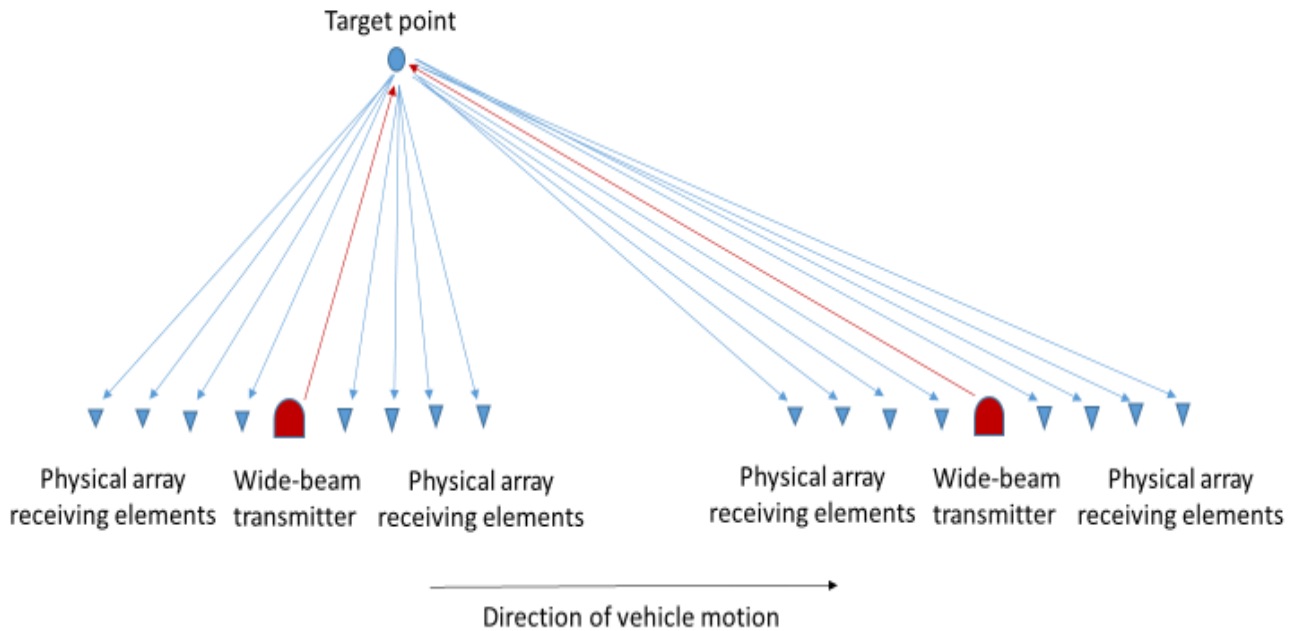 Target point
Physical array
receiving elements
Wide-beam
transmitter
Physical array
receiving elements
Physical array
receiving elements
Wide-beam
transmitter
Physical array
receiving elements
Direction of vehicle motion